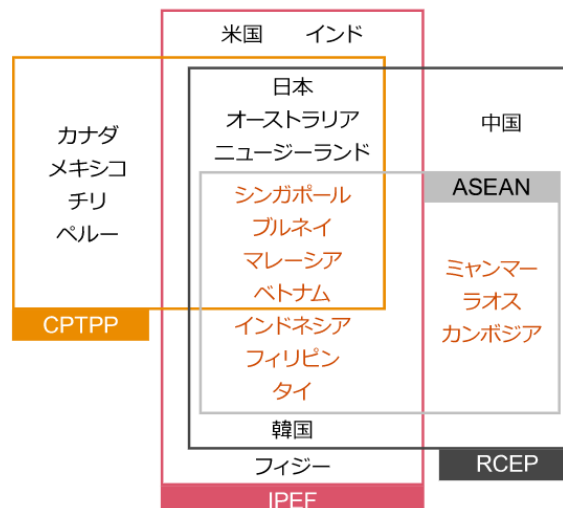 米国 インド
日本
オーストラリア
ニュージーランド
カナダ
メキシコ
チリ
ペルー
中国
ASEAN
シンガポール
ブルネイ
マレーシア
ベトナム
ミャンマー
ラオス
カンボジア
CPTPP
インドネシア
フィリピン
タイ
韓国
フィジー
RCEP
IPEF